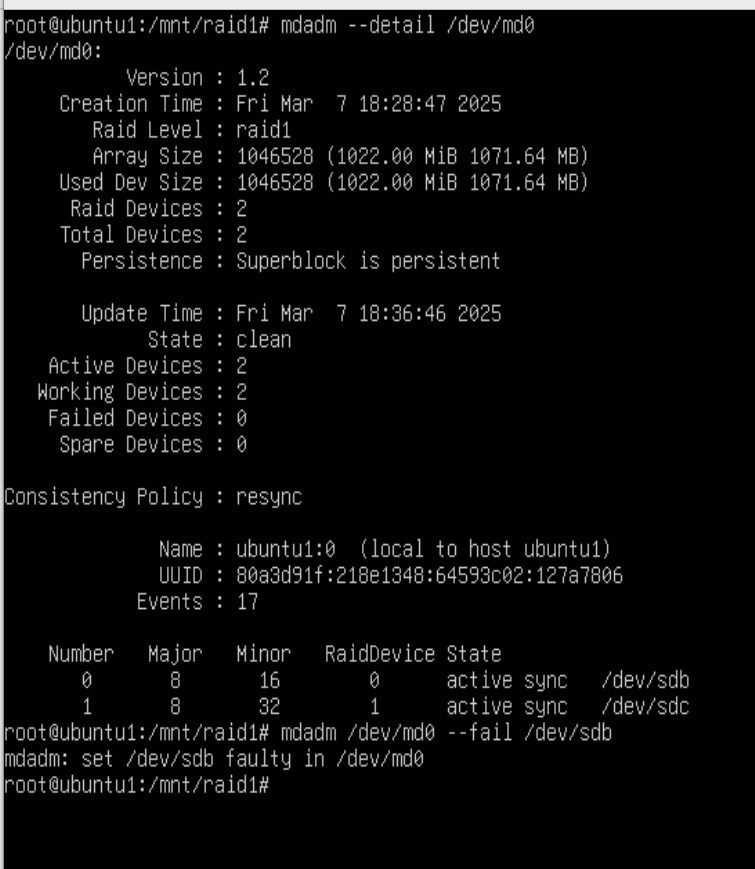 root@ubuntu1:/mnt/raid1# mdadm --detail /dev/md0
/dev/md0:
Version : 1.2
Creation Time : Fri Mar  7 18:28:47 2025
Raid Level : raid1
Array Size : 1046528 (1022.00 MiB 1071.64 MB)
Used Dev Size : 1046528 (1022.00 MiB 1071.64 MB)
Raid Devices : 2
Total Devices : 2
Persistence : Superblock is persistent
Update Time : Fri Mar  7 18:36:46 2025
State : clean
Active Devices : 2
Working Devices : 2
Failed Devices : 0
Spare Devices : 0
Consistency Policy : resync
Name : ubuntu1:0  (local to host ubuntu1)
UUID : 80a3d91f:218e1348:64593c02:127a7806
Events : 17
Number   Major   Minor   RaidDevice State
0       8       16        0      active sync   /dev/sdb
1       8       32        1      active sync   /dev/sdc
root@ubuntu1:/mnt/raid1# mdadm /dev/md0 --fail /dev/sdb
mdadm: set /dev/sdb faulty in /dev/md0
root@ubuntu1:/mnt/raid1#